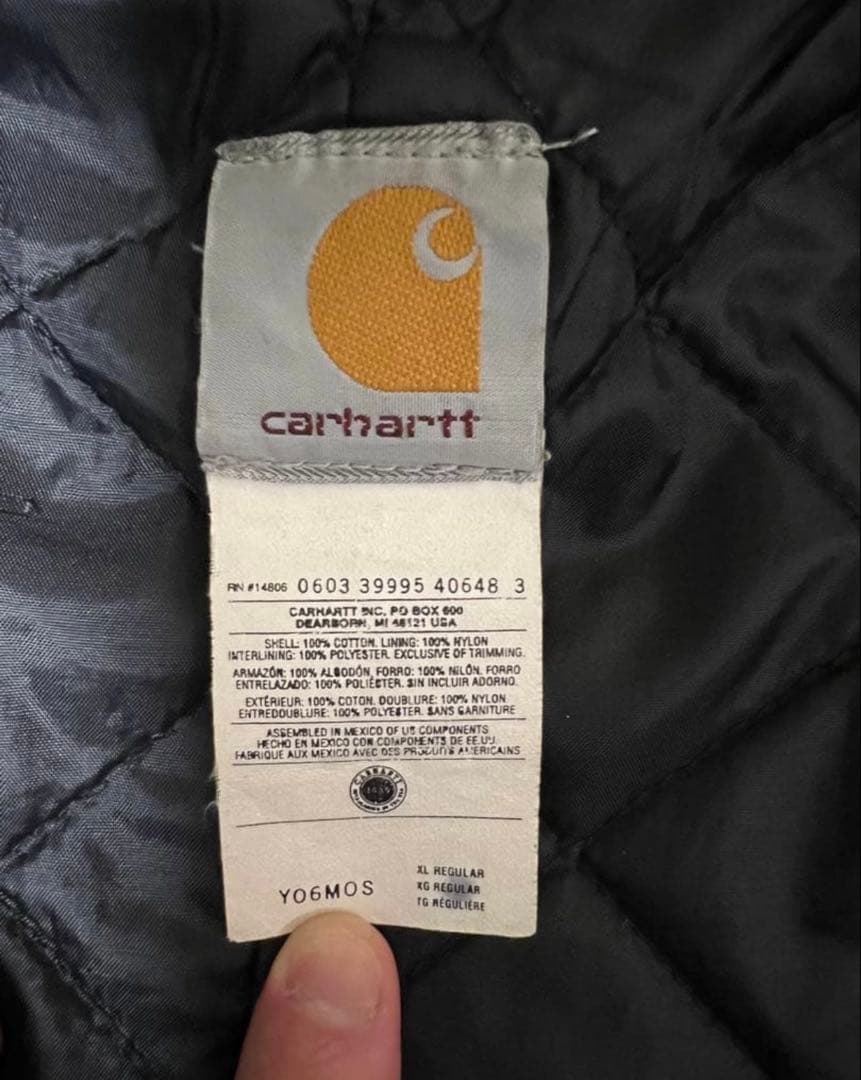 carhartt
RN #14806 0603 39995 40648 3
CARHARTT INC. PO BOX 600
DEARBORN, MI 48121 USA
SHELL: 100% COTTON. LINING: 100% NYLON
INTERLINING: 100% POLYESTER. EXCLUSIVE OF TRIMMING.
ARMAZÓN: 100% ALGODÓN, FORRO: 100% NILÓN. FORRO
ENTRELAZADO: 100% POLIÉSTER. SIN INCLUIR ADORNO.
EXTÉRIEUR: 100% COTON. DOUBLURE: 100% NYLON
ENTREDOUBLURE: 100% POLYESTER. SANS GARNITURE
ASSEMBLED IN MEXICO OF US COMPONENTS
HECHO EN MEXICO CON COMPONENTS DE EE.UU.
FABRIQUE AUX MEXICO AVEC DES PRODUITS AMERICAINS
CARHARTT
YO6MOS
XL REGULAR
XG REGULAR
TG RÉGULIÈRE